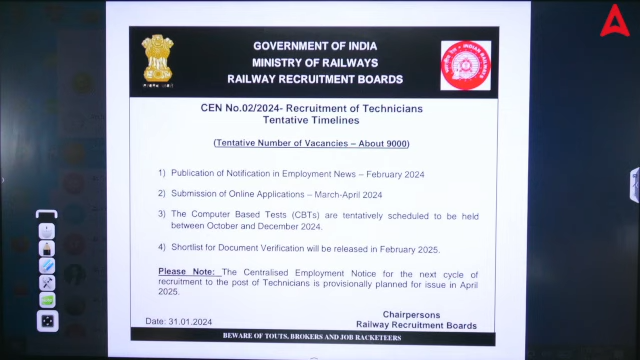 GOVERNMENT OF INDIA
MINISTRY OF RAILWAYS
RAILWAY RECRUITMENT BOARDS
CEN No.02/2024- Recruitment of Technicians
Tentative Timelines
(Tentative Number of Vacancies – About 9000)
1) Publication of Notification in Employment News – February 2024
2) Submission of Online Applications – March-April 2024
3) The Computer Based Tests (CBTs) are tentatively scheduled to be held
between October and December 2024.
4) Shortlist for Document Verification will be released in February 2025.
Please Note: The Centralised Employment Notice for the next cycle of
recruitment to the post of Technicians is provisionally planned for issue in April
2025.
Chairpersons
Date: 31.01.2024 Railway Recruitment Boards
BEWARE OF TOUTS, BROKERS AND JOB RACKETEERS